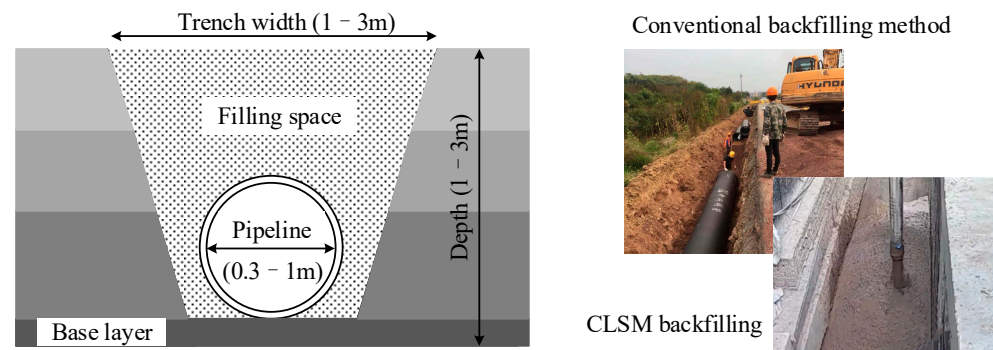 Trench width (1 – 3m)
Filling space
Depth (1 – 3m)
Pipeline
(0.3 – 1m)
Base layer
Conventional backfilling method
HYUNDAI
CLSM backfilling